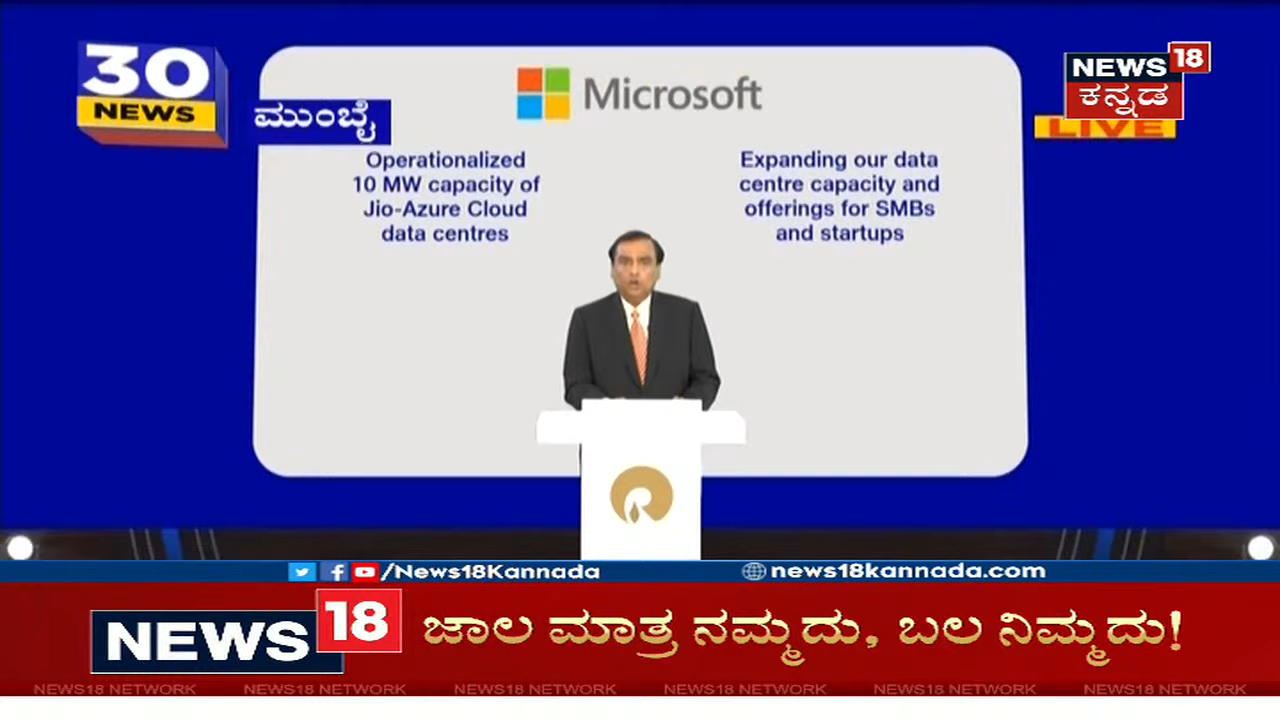 30
NEWS
ಮುಂಬೈ
Microsoft
NEWS 18
ಕನ್ನಡ
LIVE
Operationalized
10 MW capacity of
Jio-Azure Cloud
data centres
Expanding our data
centre capacity and
offerings for SMBs
and startups
/News18Kannada
news18kannada.com
NEWS 18
ಜಾಲ ಮಾತ್ರ ನಮ್ಮದು, ಬಲ ನಿಮ್ಮದು!
NEWS18 NETWORK NEWS18 NETWORK NEWS18 NETWORK NEWS18 NETWORK NEWS18 NETWORK NEWS18 NETWORK